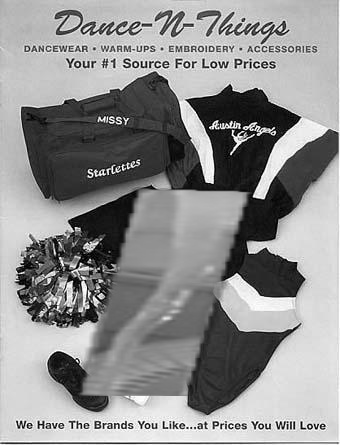 Dance-N-Things
DANCEWEAR • WARM-UPS • EMBROIDERY • ACCESSORIES
Your #1 Source For Low Prices
MISSY
Austin Angels
Starlettes
We Have The Brands You Like...at Prices You Will Love